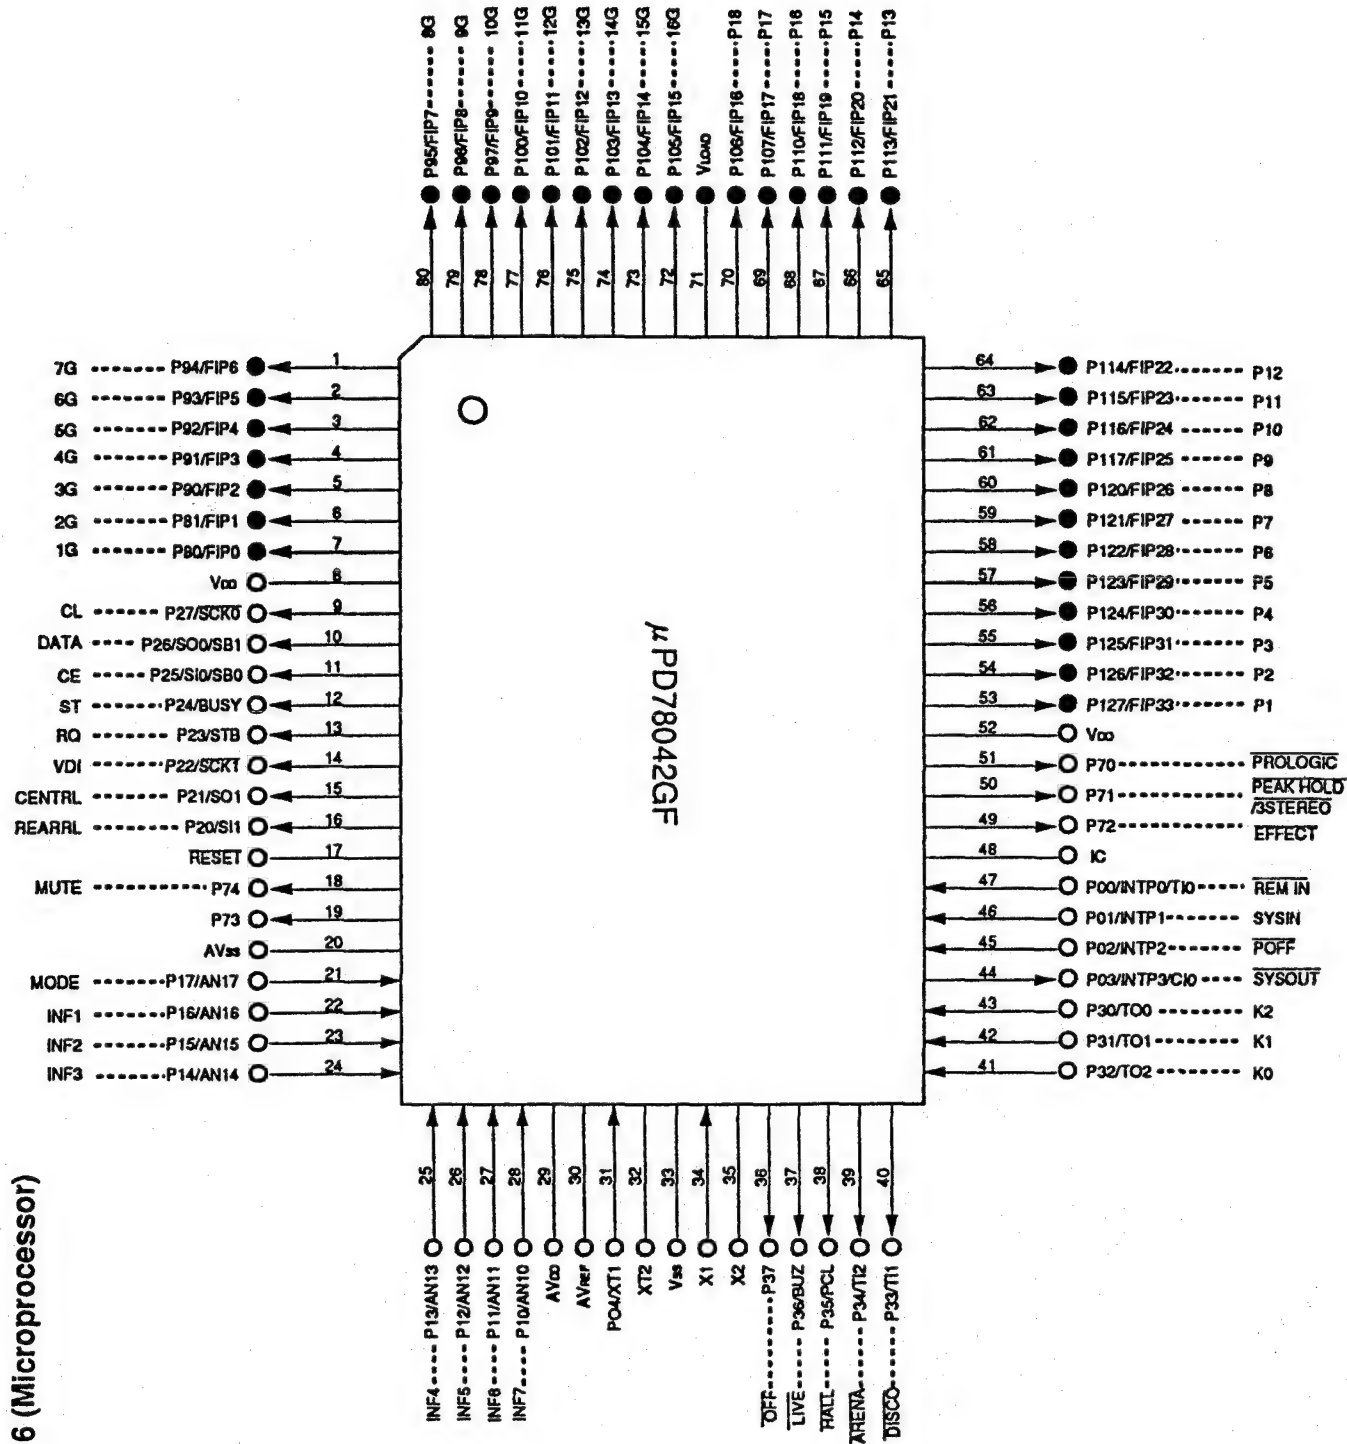 8G ------ P95/FIP7 80
9G ------ P96/FIP8 79
10G ------ P97/FIP9 78
11G ------ P100/FIP10 77
12G ------ P101/FIP11 76
13G ------ P102/FIP12 75
14G ------ P103/FIP13 74
15G ------ P104/FIP14 73
16G ------ P105/FIP15 72
VLOAD 71
P18 ------ P106/FIP16 70
P17 ------ P107/FIP17 69
P16 ------ P110/FIP18 68
P15 ------ P111/FIP19 67
P14 ------ P112/FIP20 66
P13 ------ P113/FIP21 65
7G ------- P94/FIP6 1
6G ------- P93/FIP5 2
5G ------- P92/FIP4 3
4G ------- P91/FIP3 4
3G ------- P90/FIP2 5
2G ------- P81/FIP1 6
1G ------- P80/FIP0 7
VDD 8
CL ------ P27/SCK0 9
DATA ---- P26/SO0/SB1 10
CE ----- P25/SI0/SB0 11
ST ------ P24/BUSY 12
RQ ------- P23/STB 13
VDI ------ P22/SCK1 14
CENTRL -------- P21/SO1 15
REARRL -------- P20/SI1 16
RESET 17
MUTE ----------- P74 18
P73 19
AVss 20
MODE ------- P17/AN17 21
INF1 ------- P16/AN16 22
INF2 ------- P15/AN15 23
INF3 ------- P14/AN14 24
64 P114/FIP22 ------ P12
63 P115/FIP23 ------ P11
62 P116/FIP24 ------ P10
61 P117/FIP25 ------ P9
60 P120/FIP26 ------ P8
59 P121/FIP27 ------ P7
58 P122/FIP28 ------ P6
57 P123/FIP29 ------ P5
56 P124/FIP30 ------ P4
55 P125/FIP31 ------ P3
54 P126/FIP32 ------ P2
53 P127/FIP33 ------ P1
52 VDD
51 P70 ------------ PROLOGIC
50 P71 ------------ PEAK HOLD
/3STEREO
49 P72 ------------ EFFECT
48 IC
47 P00/INTP0/TI0 ----- REM IN
46 P01/INTP1 ------- SYSIN
45 P02/INTP2 ------- POFF
44 P03/INTP3/CI0 ---- SYSOUT
43 P30/TO0 -------- K2
42 P31/TO1 -------- K1
41 P32/TO2 -------- K0
μPD78042GF
INF4 ----- P13/AN13 25
INF5 ----- P12/AN12 26
INF6 ----- P11/AN11 27
INF7 ----- P10/AN10 28
AVDD 29
AVREF 30
PO4/XT1 31
XT2 32
Vss 33
X1 34
X2 35
OFF --------- P37 36
LIVE ----- P36/BUZ 37
HALL ----- P35/PCL 38
ARENA ---- P34/TI2 39
DISCO ---- P33/TI1 40
6 (Microprocessor)